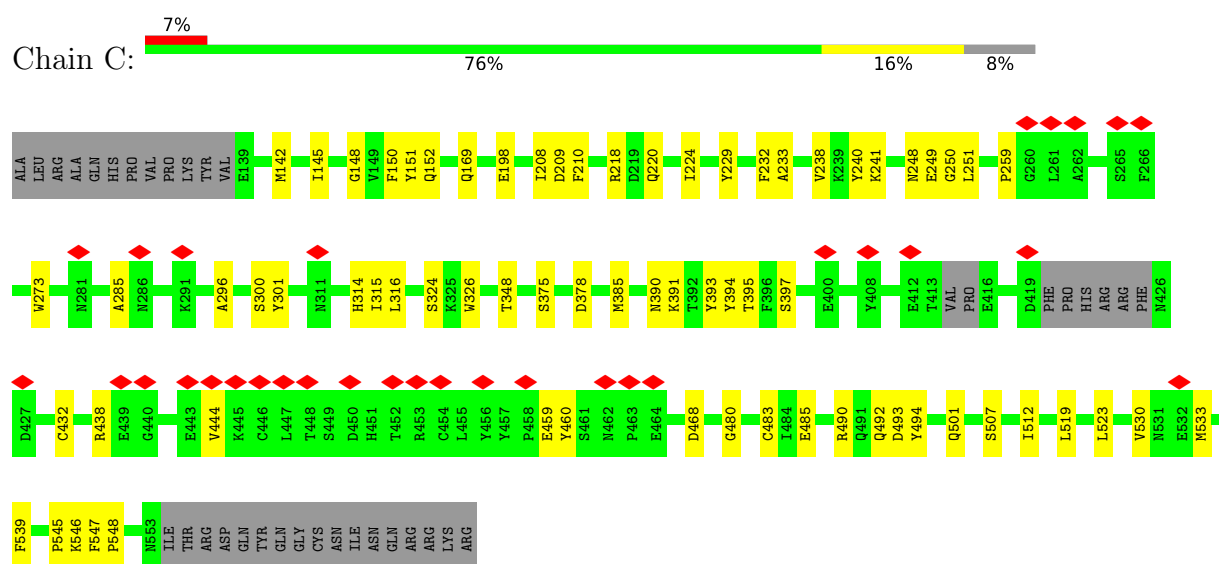 7%
Chain C:
76% 16% 8%
ALA LEU ARG ALA GLN HIS PRO VAL PRO LYS TYR VAL E139 M142 I145 G148 V149 F150 Y151 Q152 Q169 E198 I208 D209 F210 R218 D219 Q220 I224 Y229 F232 A233 V238 K239 Y240 K241 N248 E249 G250 L251 P259 G260 L261 A262 S265 F266
W273 N281 A285 N286 K291 A296 S300 Y301 N311 H314 I315 L316 S324 K325 W326 T348 S375 D378 M385 N390 K391 T392 Y393 Y394 T395 F396 S397 E400 Y408 E412 T413 VAL PRO E416 D419 PHE PRO HIS ARG ARG PHE N426
D427 C432 R438 E439 G440 E443 V444 K445 C446 L447 T448 S449 D450 H451 T452 R453 C454 L455 Y456 Y457 P458 E459 Y460 S461 N462 P463 E464 D468 G480 C483 I484 E485 R490 Q491 Q492 D493 Y494 Q501 S507 I512 L519 L523 V530 N531 E532 M533
F539 P545 K546 F547 P548 N553 ILE THR ARG ASP GLN TYR GLN GLY CYS ASN ILE ASN GLN ARG ARG LYS ARG